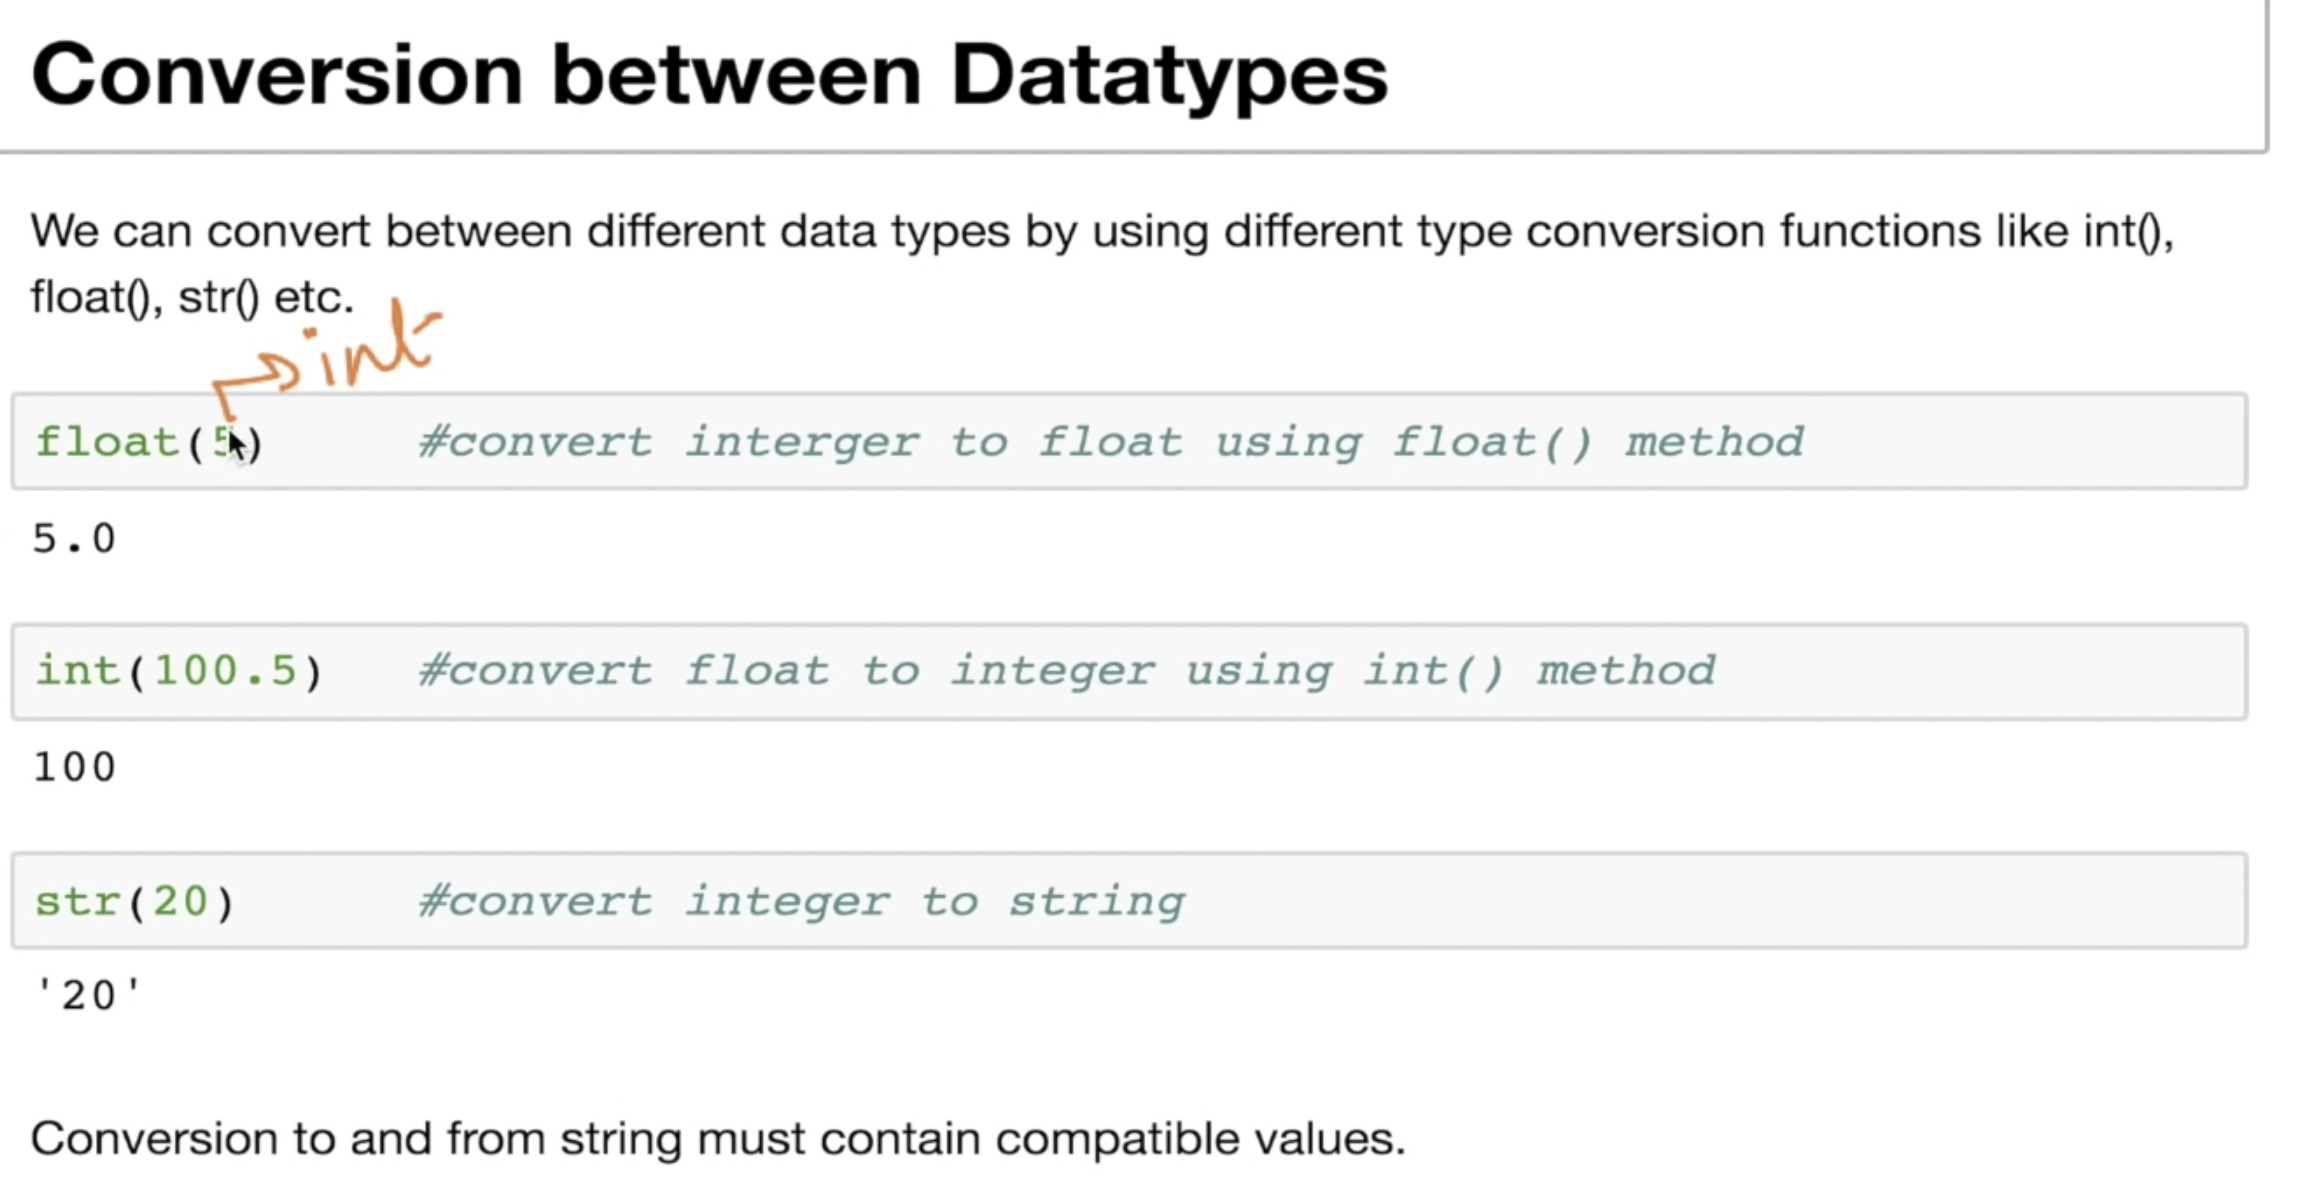 Conversion between Datatypes
We can convert between different data types by using different type conversion functions like int(),
float(), str() etc.
int
float(5)      #convert interger to float using float() method
5.0
int(100.5)   #convert float to integer using int() method
100
str(20)      #convert integer to string
'20'
Conversion to and from string must contain compatible values.